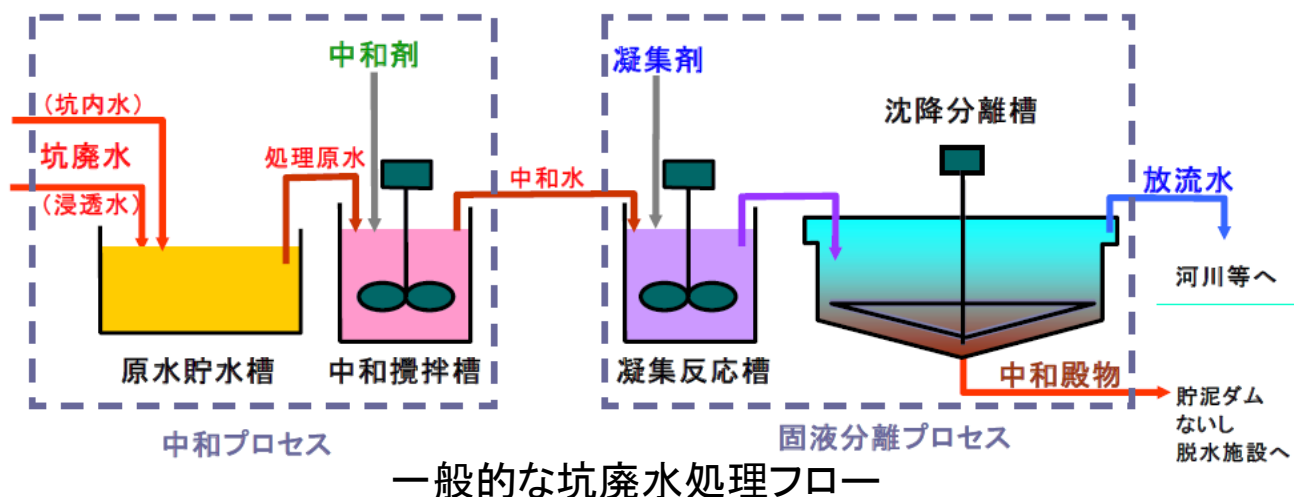 中和剤
凝集剤
(坑内水)
坑廃水
(浸透水)
処理原水
中和水
沈降分離槽
放流水
河川等へ
原水貯水槽
中和攪拌槽
凝集反応槽
中和殿物
貯泥ダム
ないし
脱水施設へ
中和プロセス
固液分離プロセス
一般的な坑廃水処理フロー